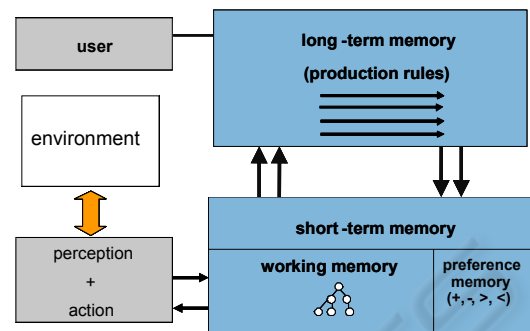 user
long -term memory
(production rules)
environment
perception
+
action
short -term memory
working memory
preference
memory
(+, -, >, <)